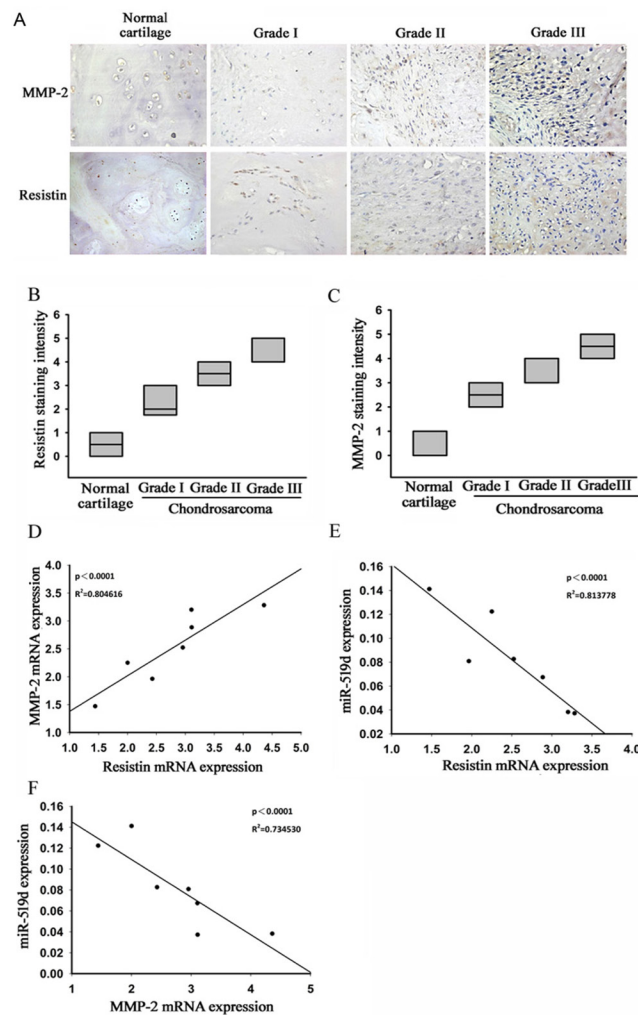 A
Normal
cartilage
Grade I
Grade II
Grade III
MMP-2
Resistin
B
Resistin staining intensity
6
5
4
3
2
1
0
Normal
cartilage
Grade I Grade II Grade III
Chondrosarcoma
C
MMP-2 staining intensity
6
5
4
3
2
1
0
Normal
cartilage
Grade I Grade II GradeIII
Chondrosarcoma
D
MMP-2 mRNA expression
4.0
3.5
3.0
2.5
2.0
1.5
1.0
p<0.0001
R²=0.804616
1.0 1.5 2.0 2.5 3.0 3.5 4.0 4.5 5.0
Resistin mRNA expression
E
miR-519d expression
0.16
0.14
0.12
0.10
0.08
0.06
0.04
0.02
p<0.0001
R²=0.813778
1.0 1.5 2.0 2.5 3.0 3.5 4.0
Resistin mRNA expression
F
miR-519d expression
0.16
0.14
0.12
0.10
0.08
0.06
0.04
0.02
0.00
p<0.0001
R²=0.734530
1 2 3 4 5
MMP-2 mRNA expression